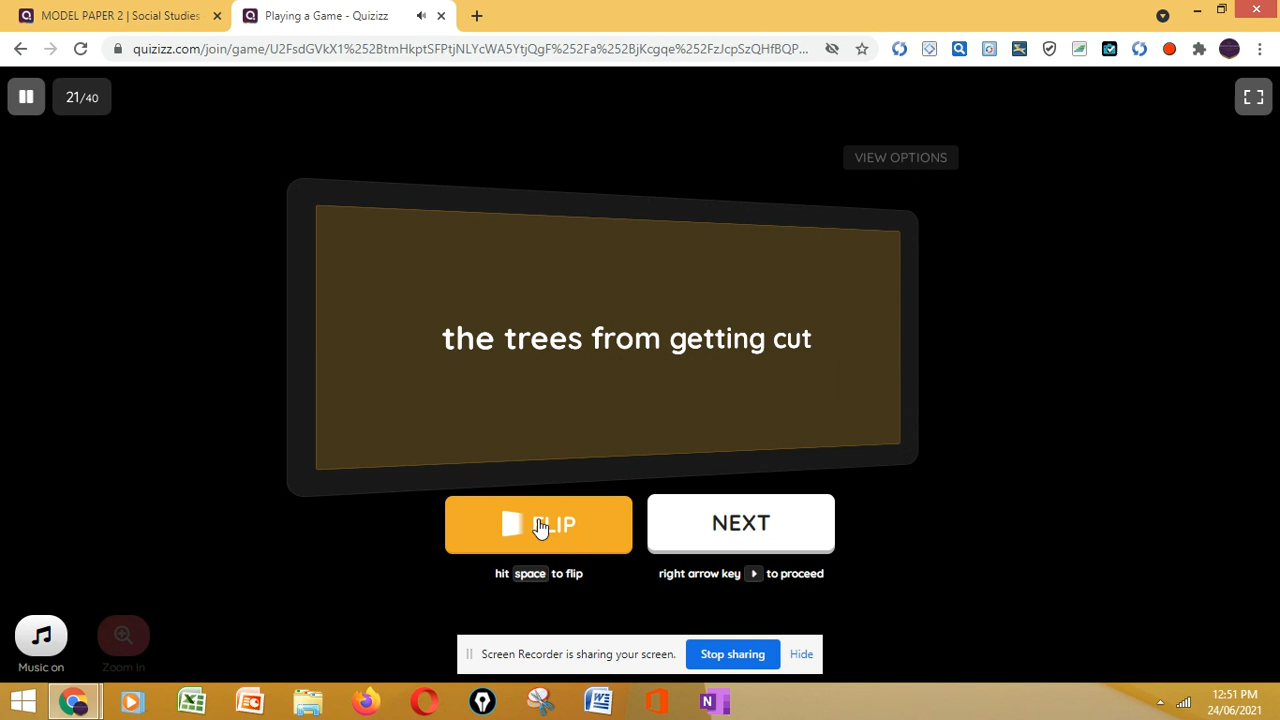 MODEL PAPER 2 | Social Studies
Playing a Game - Quizizz
quizizz.com/join/game/U2FsdGVkX1%252BtmHkptSFPtjNLYcWA5YtjQgF%252Fa%252BjKcgqe%252FzJcpSzQHfBQP...
21/40
VIEW OPTIONS
the trees from getting cut
FLIP
NEXT
hit space to flip
right arrow key to proceed
Music on
Zoom In
Screen Recorder is sharing your screen.
Stop sharing
Hide
12:51 PM
24/06/2021